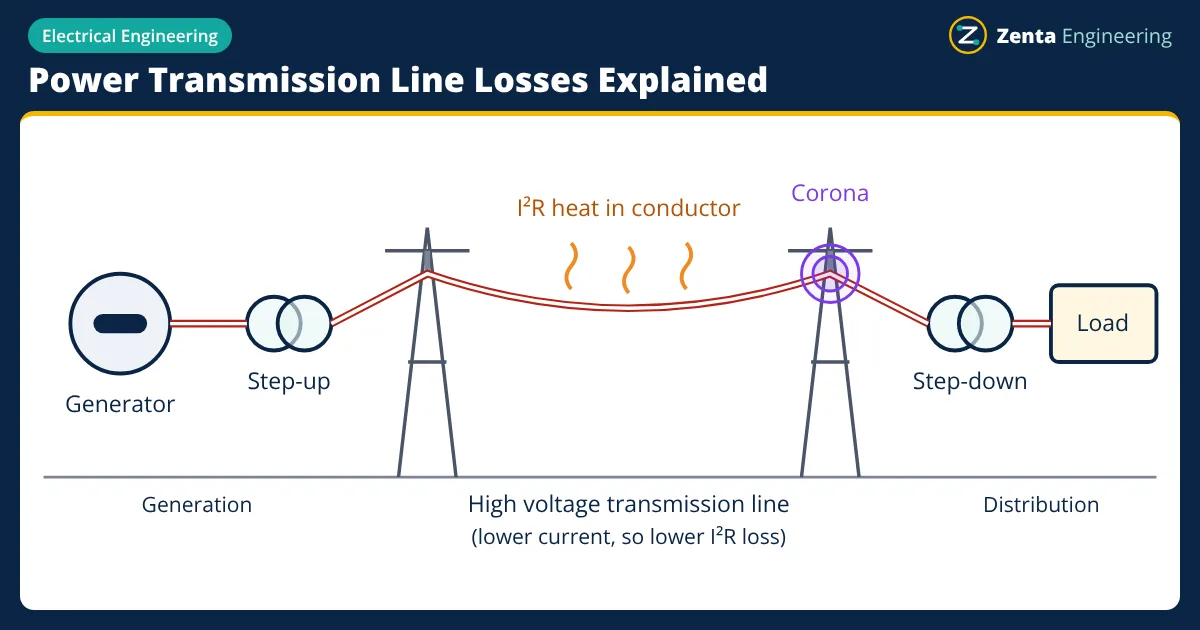 Electrical Engineering
Zenta Engineering
Power Transmission Line Losses Explained
I²R heat in conductor
Corona
Load
Step-up
Step-down
Generator
Generation
High voltage transmission line
(lower current, so lower I²R loss)
Distribution